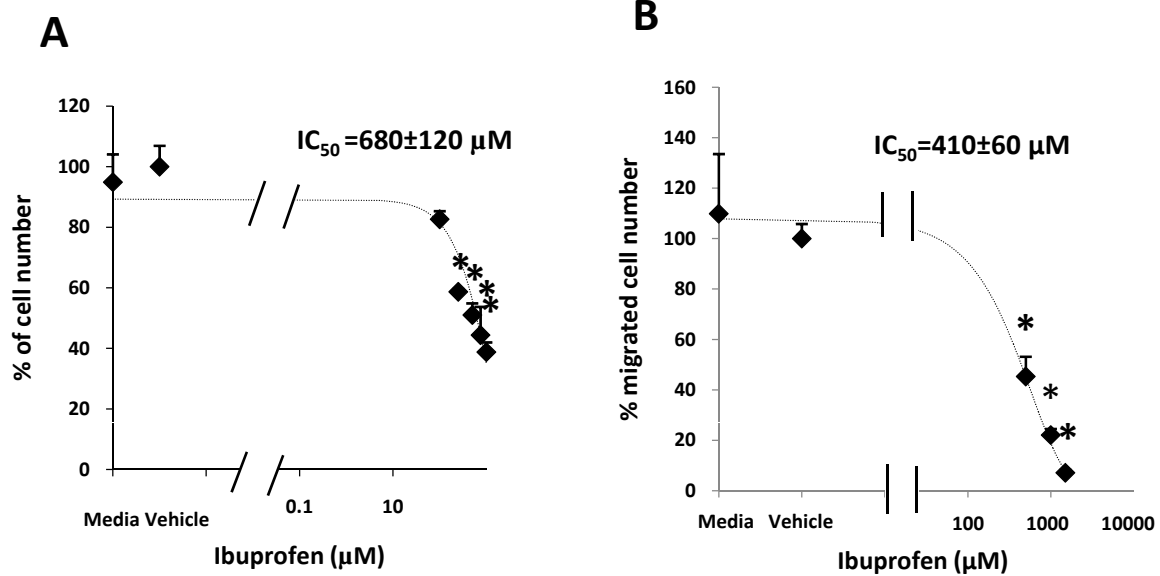 A
120
100
80
60
40
20
0
% of cell number
IC50 =680±120 µM
* * * *
0.1 10
Media Vehicle
Ibuprofen (µM)
B
160
140
120
100
80
60
40
20
0
% migrated cell number
IC50=410±60 µM
*
*
*
Media Vehicle 100 1000 10000
Ibuprofen (µM)